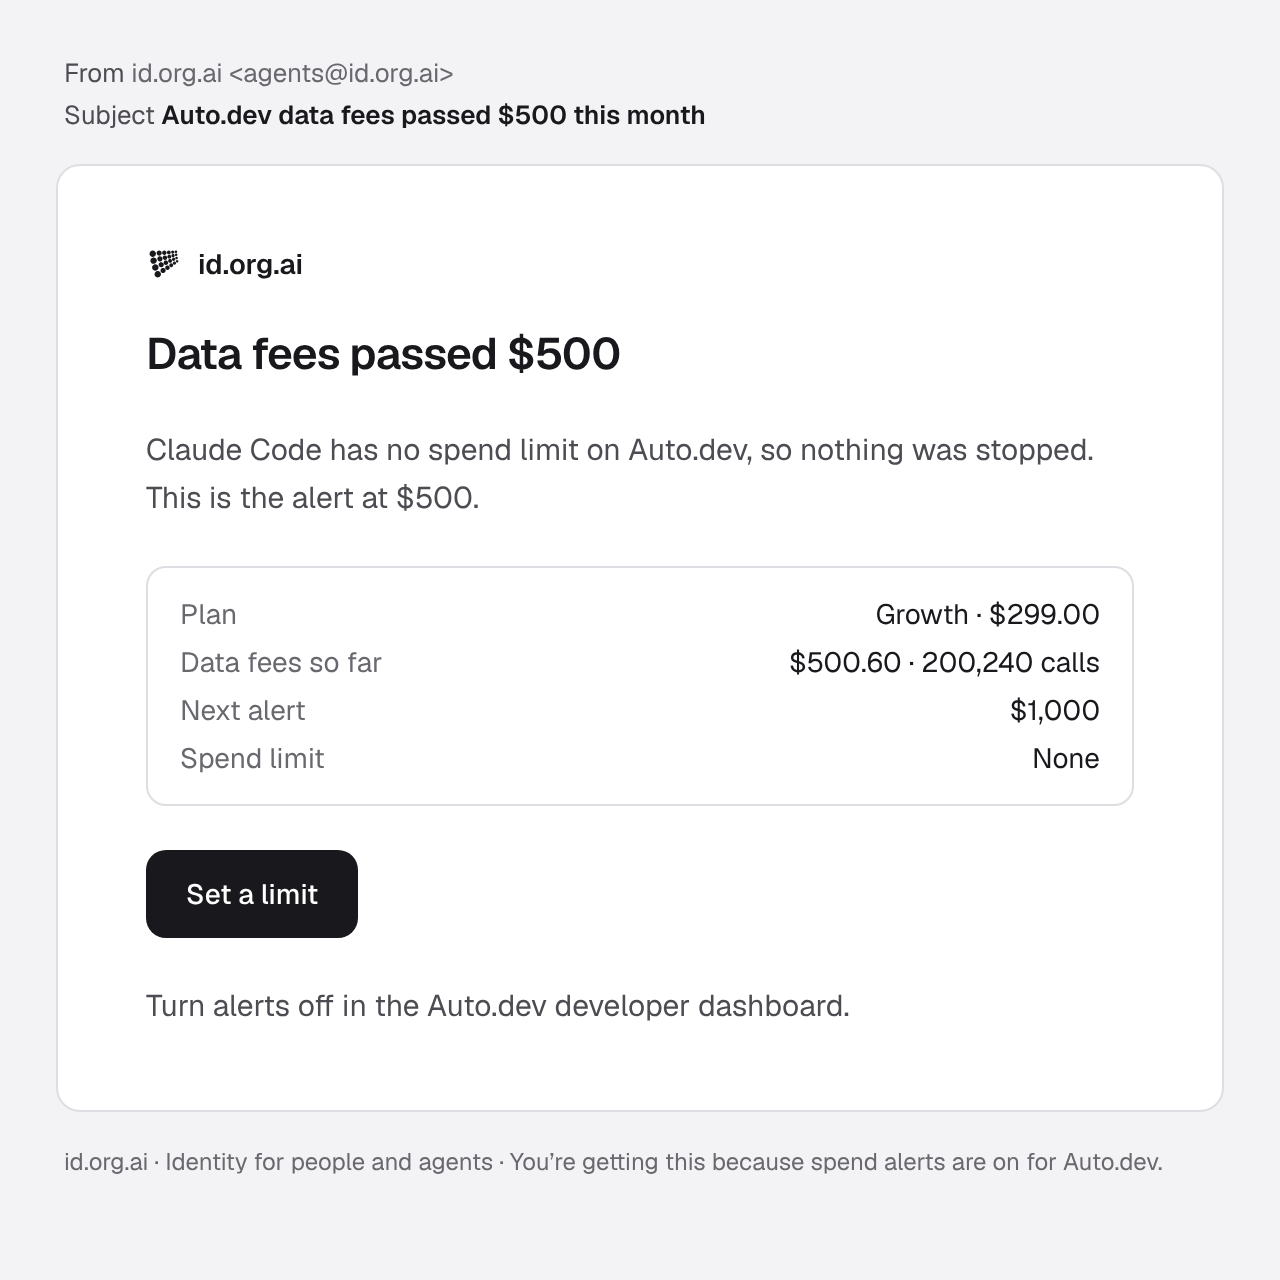 From id.org.ai <agents@id.org.ai>
Subject Auto.dev data fees passed $500 this month
id.org.ai
Data fees passed $500
Claude Code has no spend limit on Auto.dev, so nothing was stopped.
This is the alert at $500.
Plan Growth · $299.00
Data fees so far $500.60 · 200,240 calls
Next alert $1,000
Spend limit None
Set a limit
Turn alerts off in the Auto.dev developer dashboard.
id.org.ai · Identity for people and agents · You’re getting this because spend alerts are on for Auto.dev.